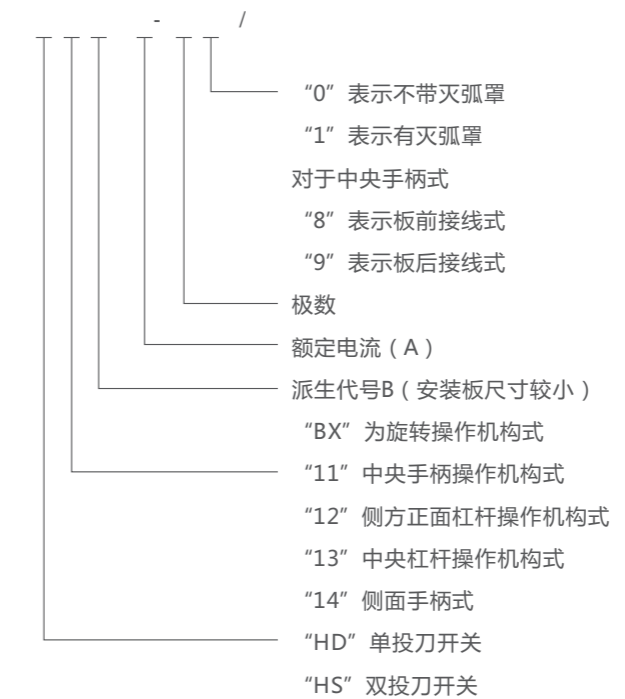 - /
“0”表示不带灭弧罩
“1”表示有灭弧罩
对于中央手柄式
“8”表示板前接线式
“9”表示板后接线式
极数
额定电流（A）
派生代号B（安装板尺寸较小）
“BX”为旋转操作机构式
“11”中央手柄操作机构式
“12”侧方正面杠杆操作机构式
“13”中央杠杆操作机构式
“14”侧面手柄式
“HD”单投刀开关
“HS”双投刀开关